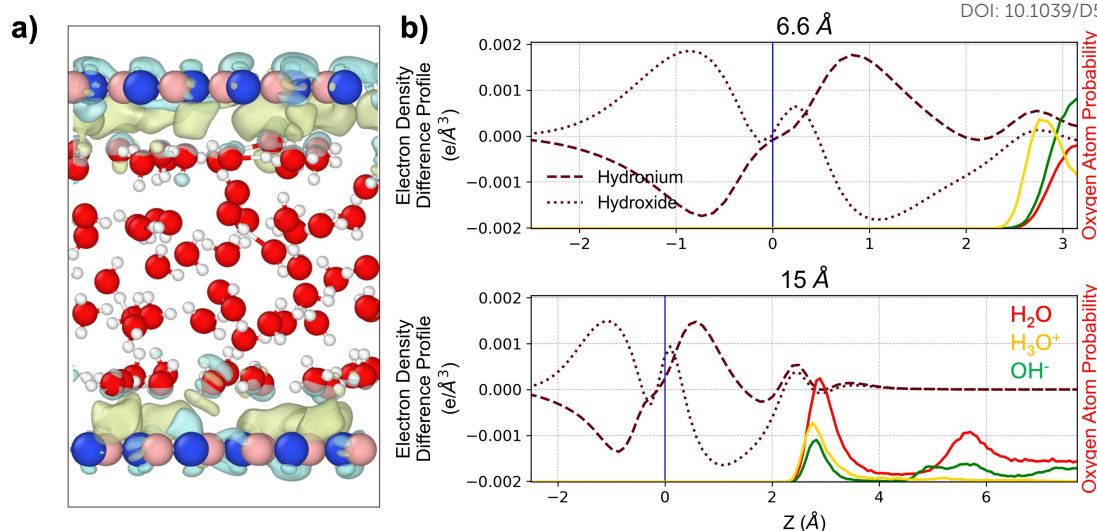 DOI: 10.1039/D5
a)
b)
6.6 Å
Electron Density
Difference Profile
(e/Å³)
0.002
0.001
0.000
−0.001
−0.002
Hydronium
Hydroxide
−2
−1
0
1
2
3
Oxygen Atom Probability
15 Å
Electron Density
Difference Profile
(e/Å³)
0.002
0.001
0.000
−0.001
−0.002
H₂O
H₃O⁺
OH⁻
−2
0
2
4
6
Z (Å)
Oxygen Atom Probability